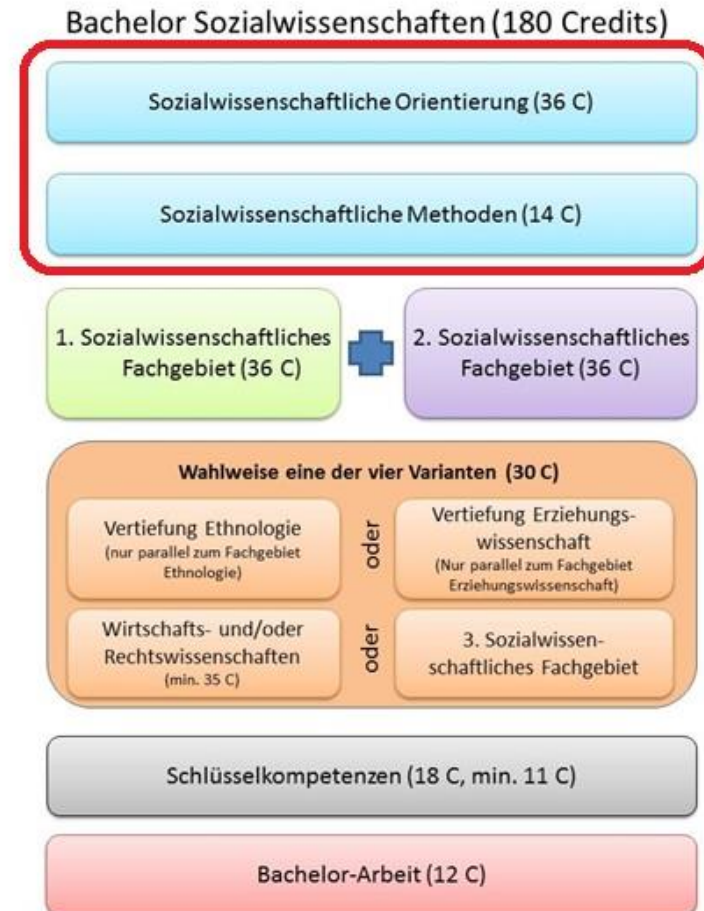 Bachelor Sozialwissenschaften (180 Credits)
Sozialwissenschaftliche Orientierung (36 C)
Sozialwissenschaftliche Methoden (14 C)
1. Sozialwissenschaftliches
Fachgebiet (36 C)
2. Sozialwissenschaftliches
Fachgebiet (36 C)
Wahlweise eine der vier Varianten (30 C)
Vertiefung Ethnologie
(nur parallel zum Fachgebiet
Ethnologie)
oder
Vertiefung Erziehungs-
wissenschaft
(Nur parallel zum Fachgebiet
Erziehungswissenschaft)
Wirtschafts- und/oder
Rechtswissenschaften
(min. 35 C)
oder
3. Sozialwissen-
schaftliches Fachgebiet
Schlüsselkompetenzen (18 C, min. 11 C)
Bachelor-Arbeit (12 C)